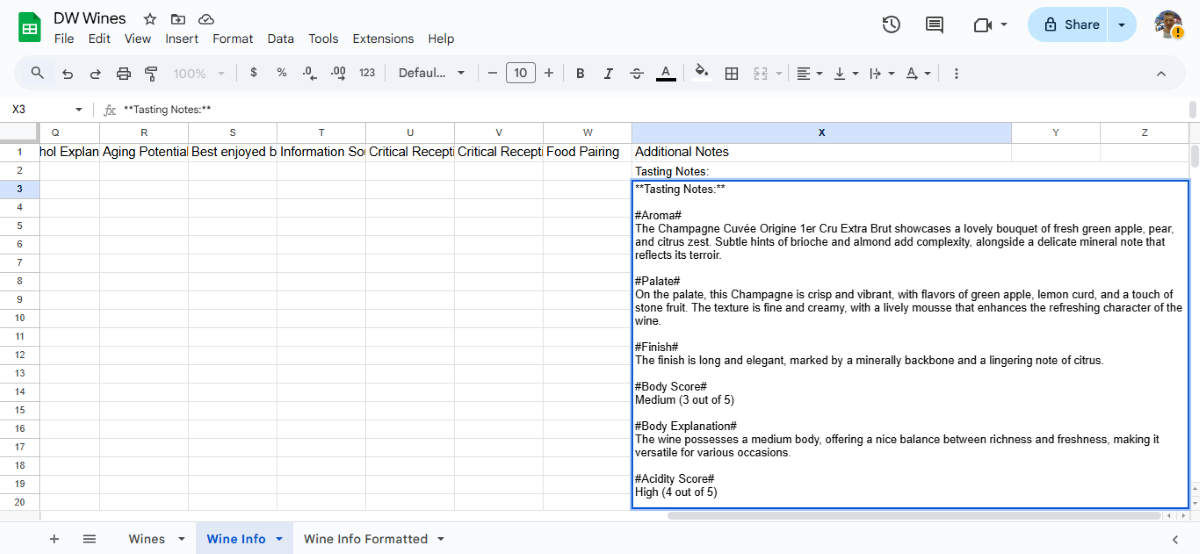 DW Wines
File Edit View Insert Format Data Tools Extensions Help
Share
100% $ % .0 .00 123 Defaul... 10 B I A A
X3 fx **Tasting Notes:**
Q R S T U V W X Y Z
1 hol Explan Aging Potential Best enjoyed b Information Sou Critical Recepti Critical Recepti Food Pairing Additional Notes
2 Tasting Notes:
3 **Tasting Notes:**
4
#Aroma#
5 The Champagne Cuvée Origine 1er Cru Extra Brut showcases a lovely bouquet of fresh green apple, pear,
6 and citrus zest. Subtle hints of brioche and almond add complexity, alongside a delicate mineral note that
7 reflects its terroir.
8 #Palate#
9 On the palate, this Champagne is crisp and vibrant, with flavors of green apple, lemon curd, and a touch of
stone fruit. The texture is fine and creamy, with a lively mousse that enhances the refreshing character of the
10 wine.
11
12 #Finish#
The finish is long and elegant, marked by a minerally backbone and a lingering note of citrus.
13
14 #Body Score#
Medium (3 out of 5)
15
16 #Body Explanation#
17 The wine possesses a medium body, offering a nice balance between richness and freshness, making it
versatile for various occasions.
18
19 #Acidity Score#
20 High (4 out of 5)
+ Wines Wine Info Wine Info Formatted